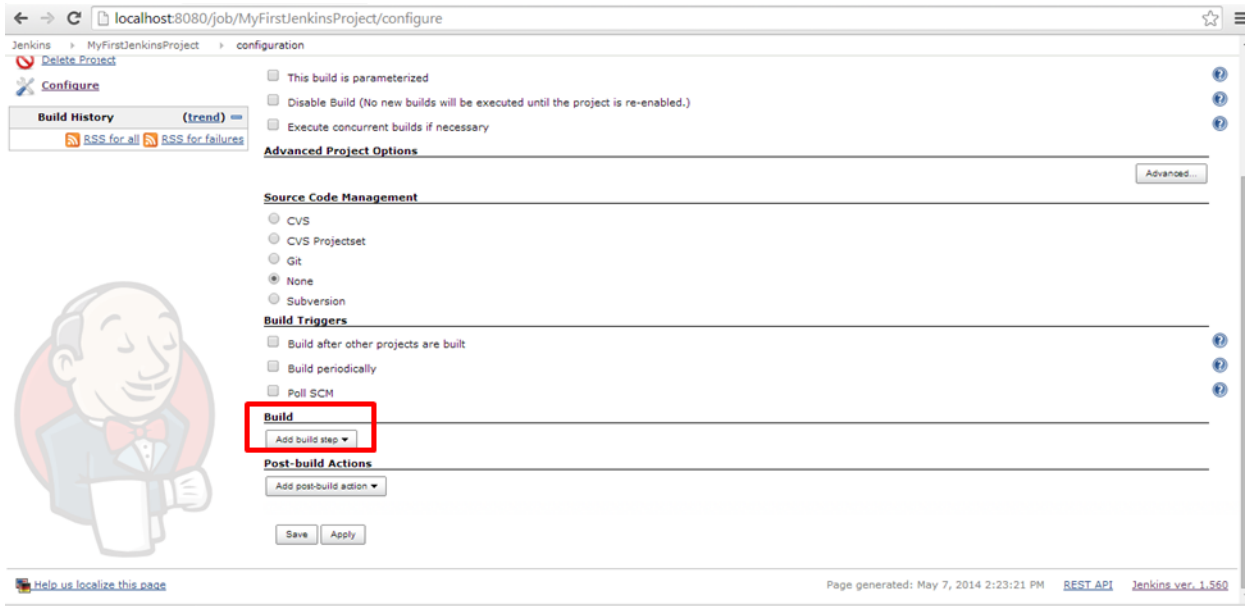 localhost:8080/job/MyFirstJenkinsProject/configure
Jenkins > MyFirstJenkinsProject > configuration
Delete Project
Configure
Build History (trend)
RSS for all RSS for failures
This build is parameterized
Disable Build (No new builds will be executed until the project is re-enabled.)
Execute concurrent builds if necessary
Advanced Project Options
Advanced...
Source Code Management
CVS
CVS Projectset
Git
None
Subversion
Build Triggers
Build after other projects are built
Build periodically
Poll SCM
Build
Add build step
Post-build Actions
Add post-build action
Save Apply
Help us localize this page
Page generated: May 7, 2014 2:23:21 PM REST API Jenkins ver. 1.560